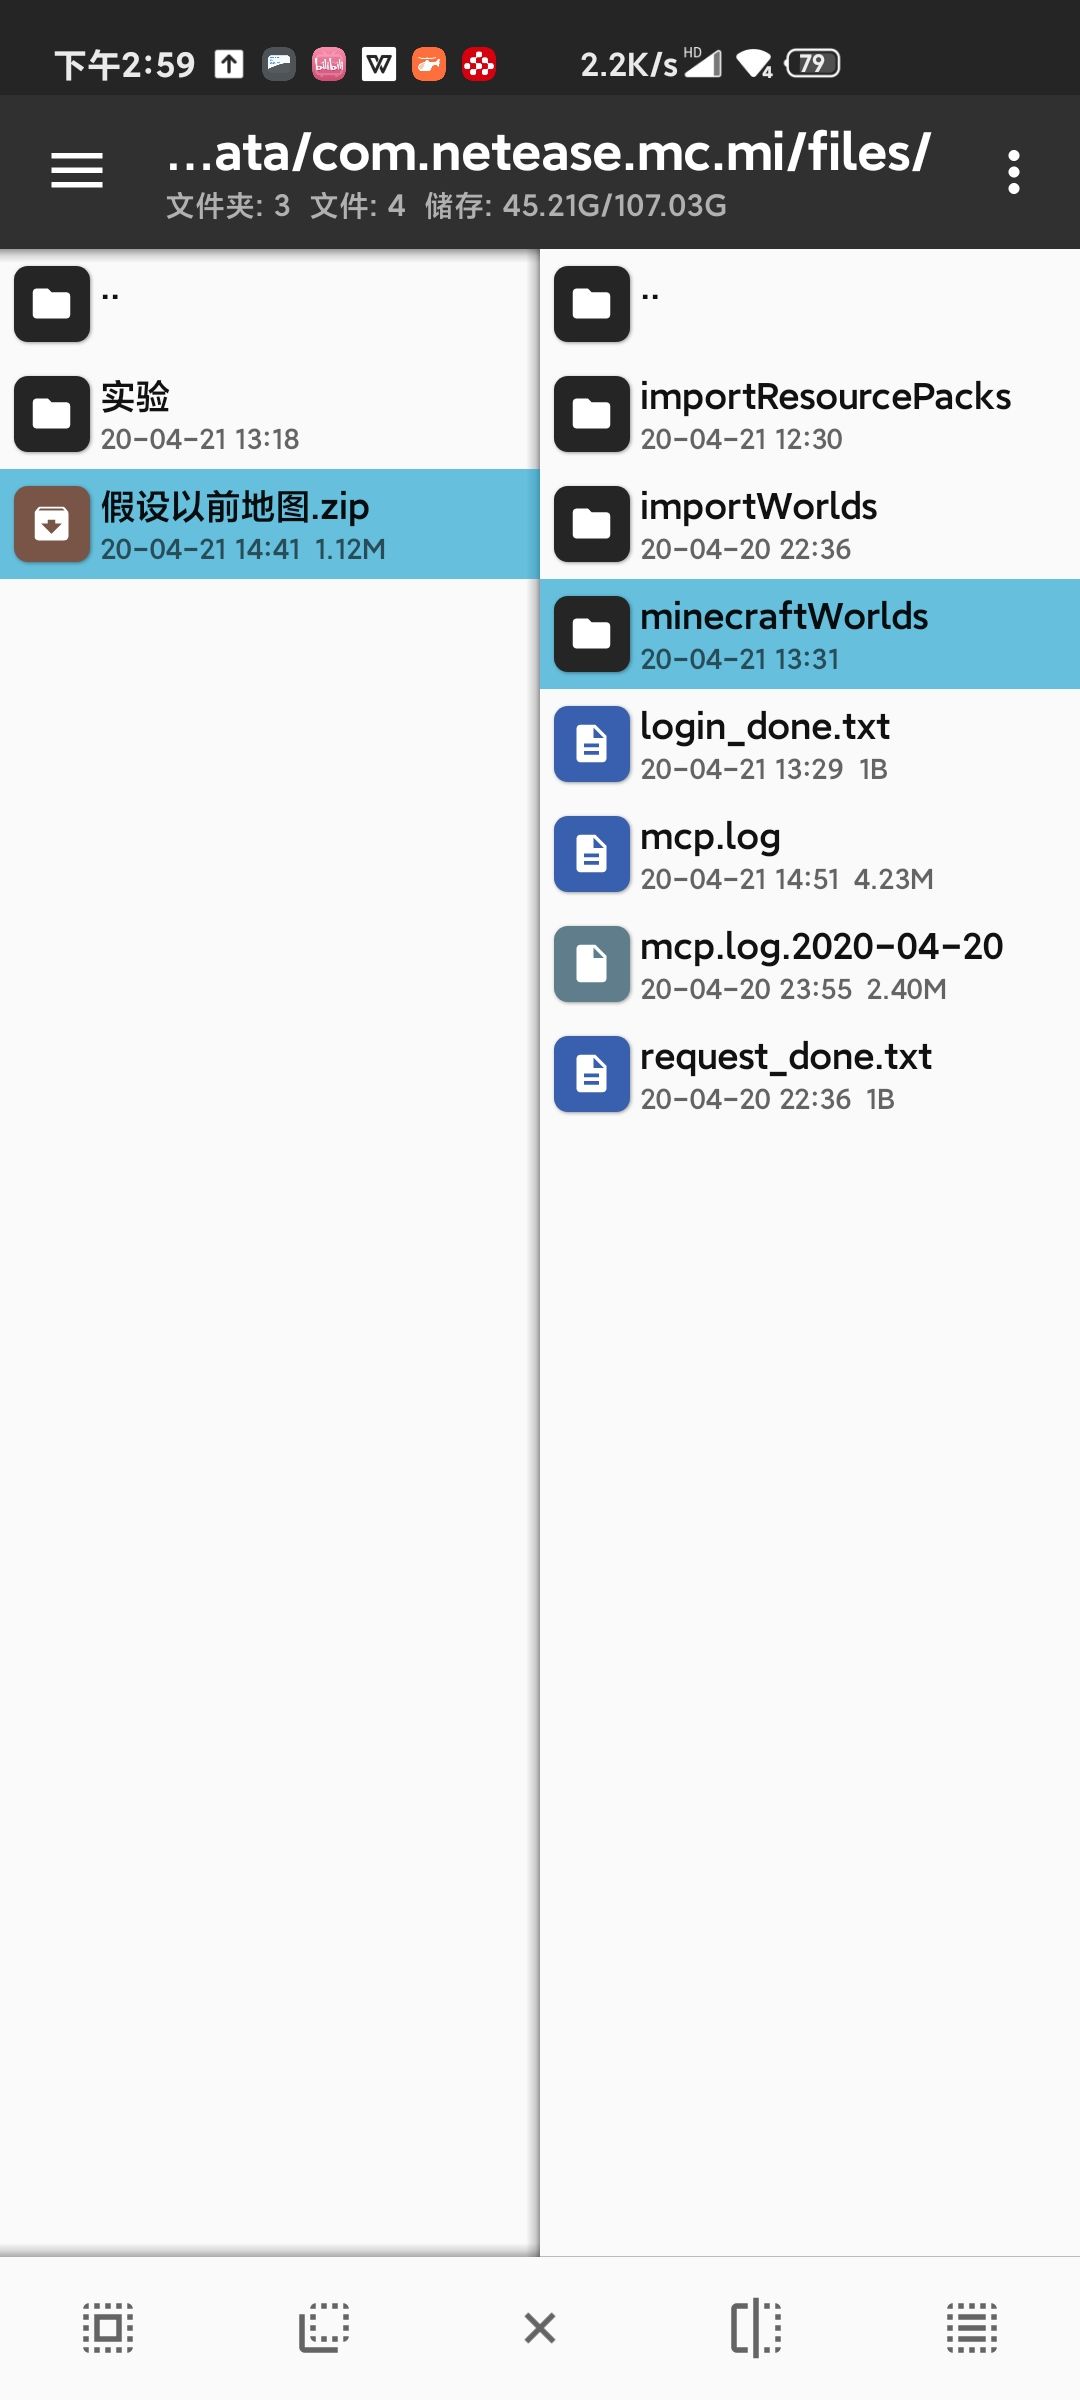 下午2:59
bilibili
W
2.2K/s
HD
4
79
...ata/com.netease.mc.mi/files/
文件夹: 3 文件: 4 储存: 45.21G/107.03G
..
实验
20-04-21 13:18
假设以前地图.zip
20-04-21 14:41 1.12M
..
importResourcePacks
20-04-21 12:30
importWorlds
20-04-20 22:36
minecraftWorlds
20-04-21 13:31
login_done.txt
20-04-21 13:29 1B
mcp.log
20-04-21 14:51 4.23M
mcp.log.2020-04-20
20-04-20 23:55 2.40M
request_done.txt
20-04-20 22:36 1B